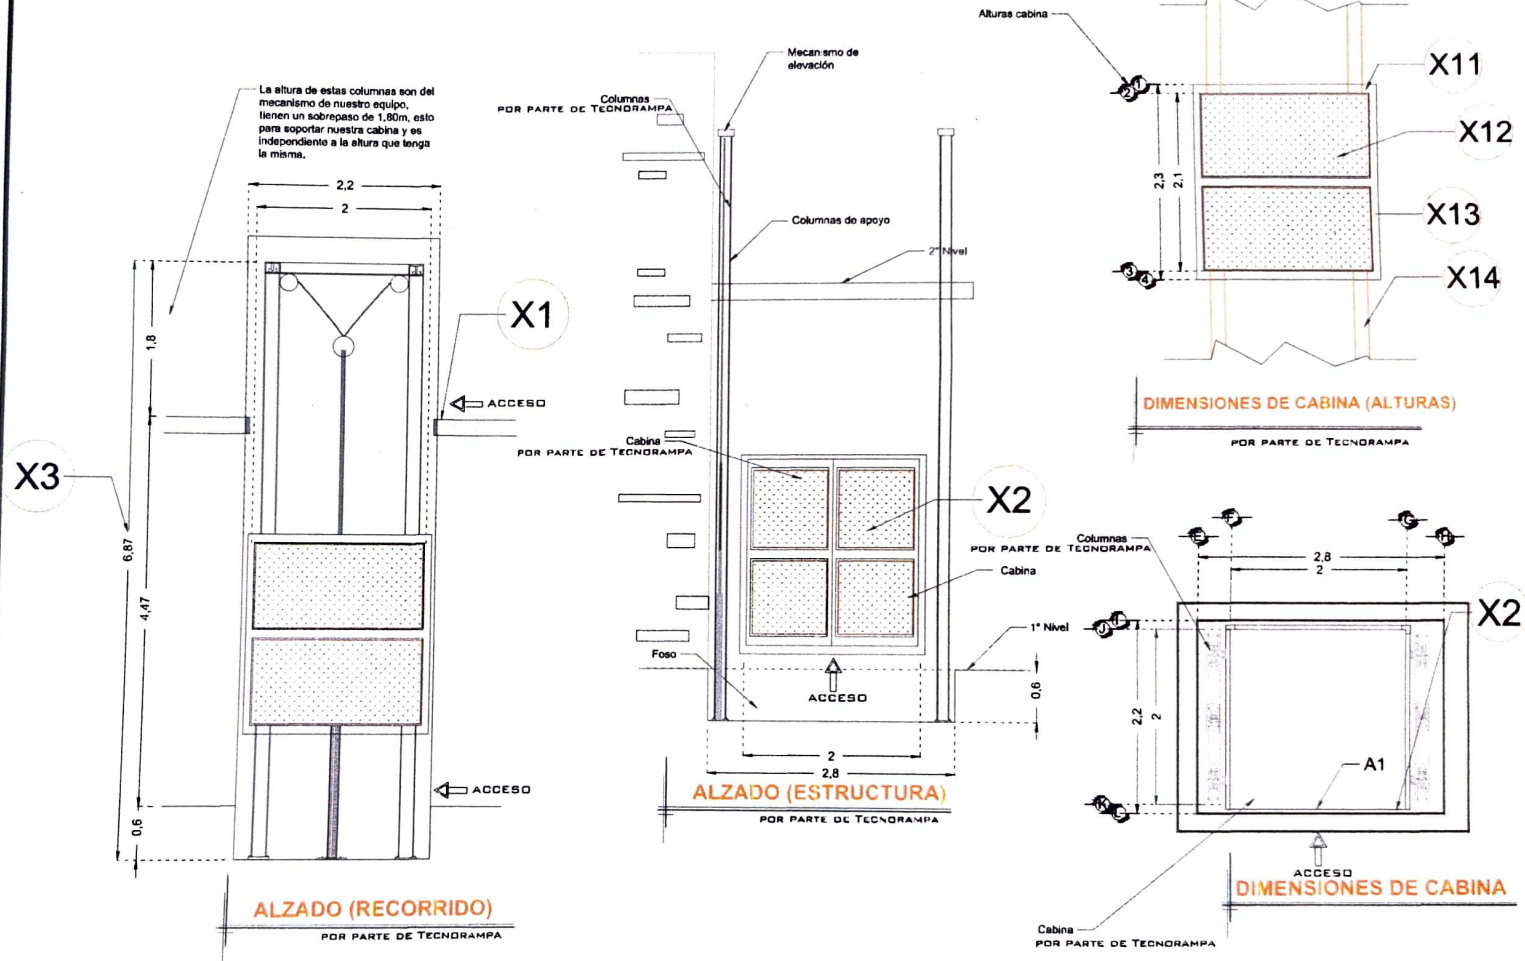 La altura de estas columnas son del
mecanismo de nuestro equipo,
tienen un sobrepaso de 1,80m, esto
para soportar nuestra cabina y es
independiente a la altura que tenga
la misma.
2,2
2
1,8
6,87
4,47
0,6
X1
X3
ACCESO
ACCESO
ALZADO (RECORRIDO)
POR PARTE DE TECNORAMPA
Mecanismo de
elevación
Columnas
POR PARTE DE TECNORAMPA
Columnas de apoyo
2° Nivel
Cabina
POR PARTE DE TECNORAMPA
X2
Cabina
1° Nivel
Foso
ACCESO
0,6
2
2,8
ALZADO (ESTRUCTURA)
POR PARTE DE TECNORAMPA
Alturas cabina
1
2
3
4
2,3
2,1
X11
X12
X13
X14
DIMENSIONES DE CABINA (ALTURAS)
POR PARTE DE TECNORAMPA
E
F
G
H
Columnas
POR PARTE DE TECNORAMPA
2,8
2
X2
I
J
2,2
2
A1
K
L
ACCESO
DIMENSIONES DE CABINA
Cabina
POR PARTE DE TECNORAMPA